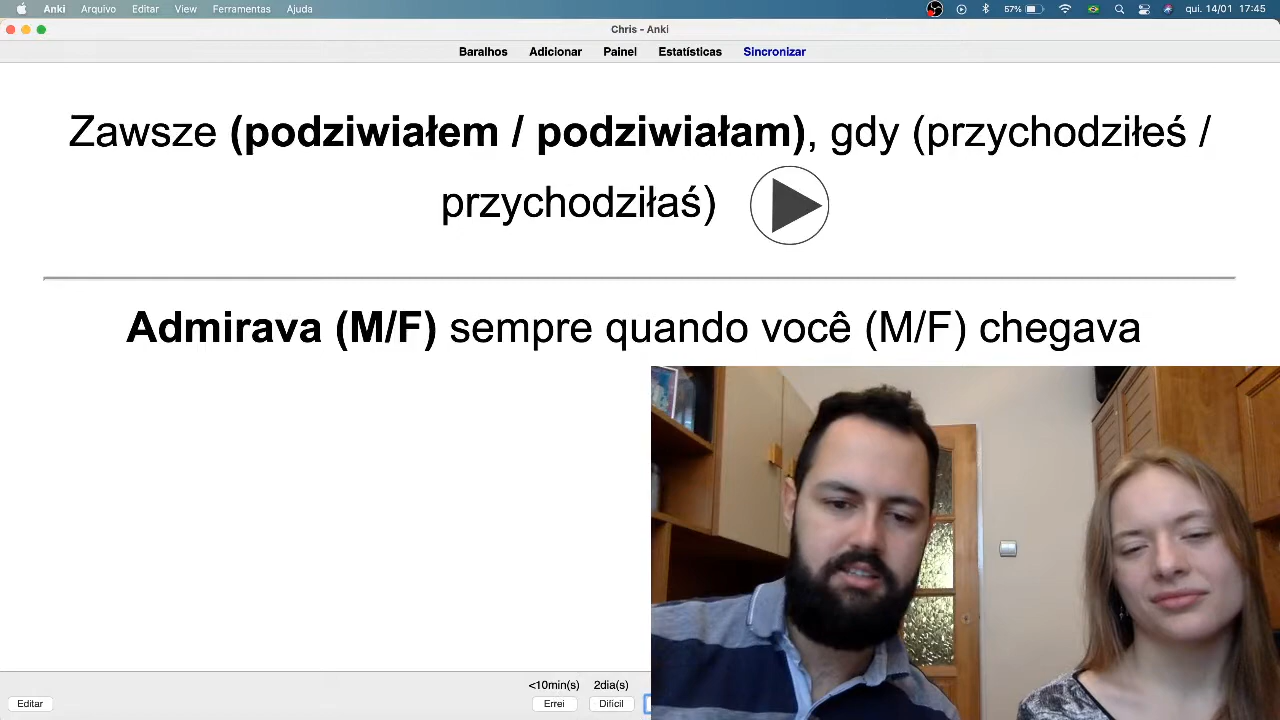 Anki Arquivo Editar View Ferramentas Ajuda 57% qui. 14/01 17:45
Chris - Anki
Baralhos Adicionar Painel Estatísticas Sincronizar
Zawsze (podziwiałem / podziwiałam), gdy (przychodziłeś /
przychodziłaś)
Admirava (M/F) sempre quando você (M/F) chegava
<10min(s) 2dia(s)
Editar Errei Difícil